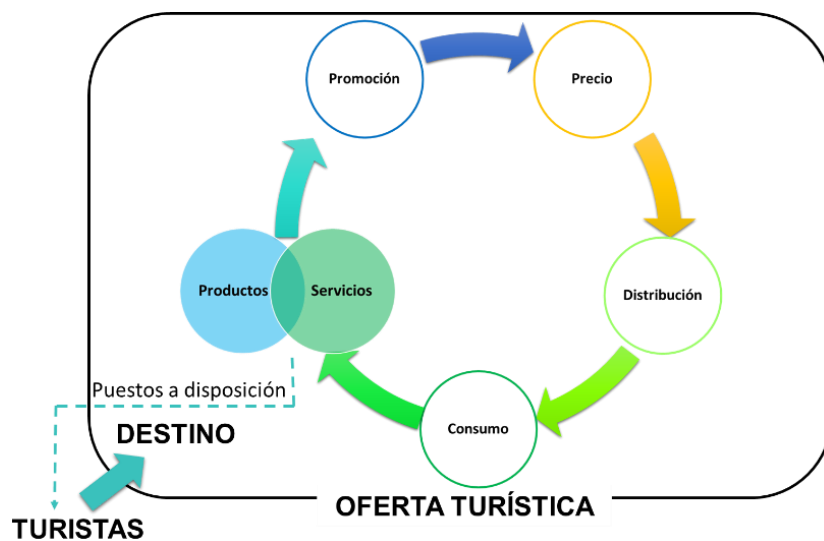 Promoción
Precio
Productos
Servicios
Distribución
Puestos a disposición
DESTINO
Consumo
OFERTA TURÍSTICA
TURISTAS